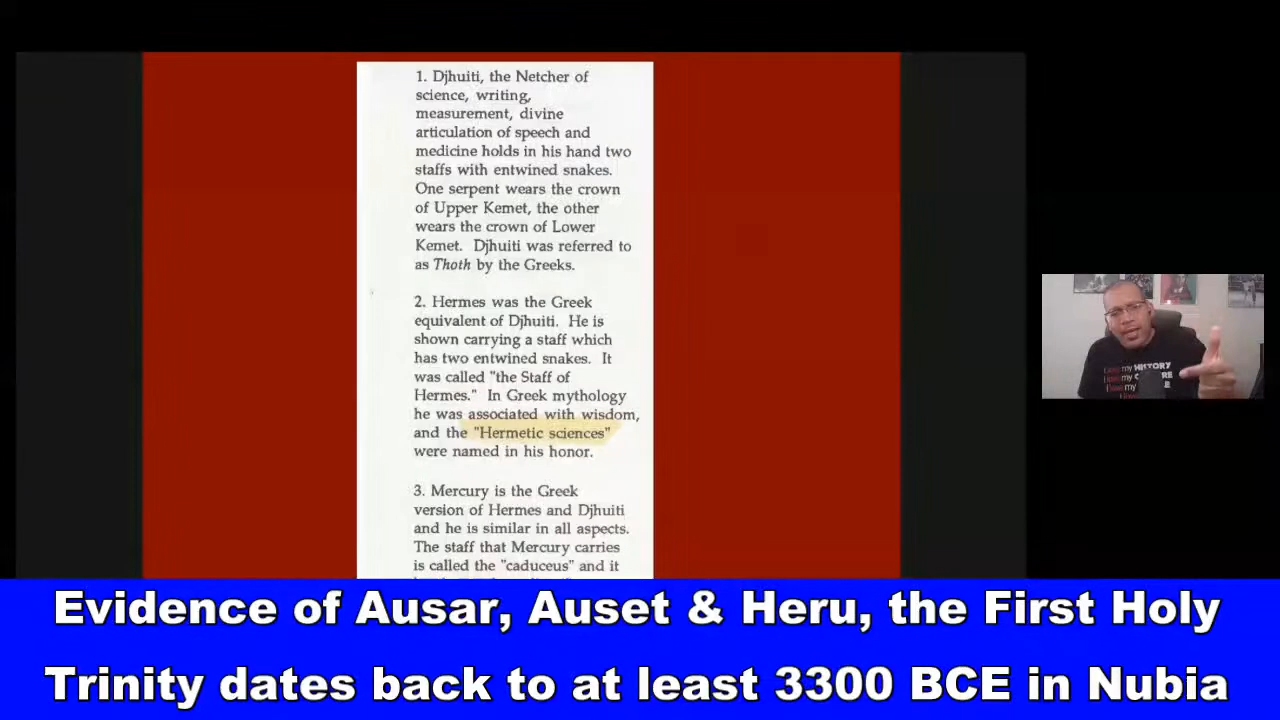 1. Djhuiti, the Netcher of
science, writing,
measurement, divine
articulation of speech and
medicine holds in his hand two
staffs with entwined snakes.
One serpent wears the crown
of Upper Kemet, the other
wears the crown of Lower
Kemet. Djhuiti was referred to
as Thoth by the Greeks.
2. Hermes was the Greek
equivalent of Djhuiti. He is
shown carrying a staff which
has two entwined snakes. It
was called "the Staff of
Hermes." In Greek mythology
he was associated with wisdom,
and the "Hermetic sciences"
were named in his honor.
3. Mercury is the Greek
version of Hermes and Djhuiti
and he is similar in all aspects.
The staff that Mercury carries
is called the "caduceus" and it
my HISTORY
my
my
Evidence of Ausar, Auset & Heru, the First Holy
Trinity dates back to at least 3300 BCE in Nubia